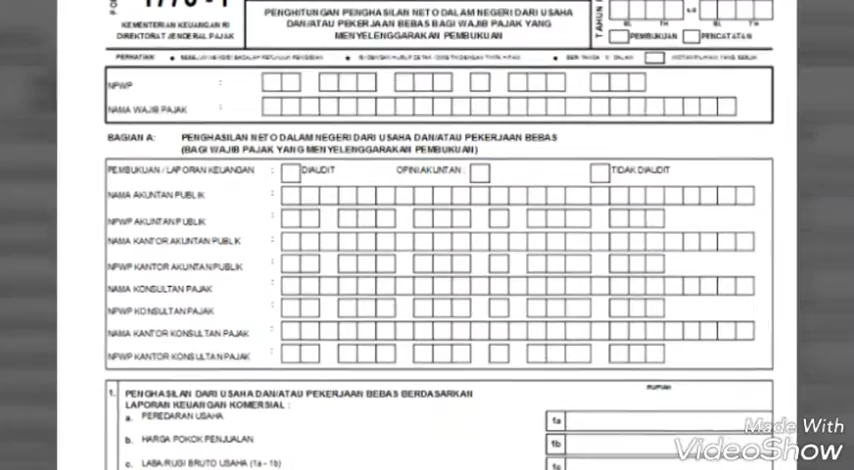 1770 - I
KEMENTERIAN KEUANGAN RI
DIREKTORAT JENDERAL PAJAK
PENGHITUNGAN PENGHASILAN NETO DALAM NEGERI DARI USAHA
DAN/ATAU PEKERJAAN BEBAS BAGI WAJIB PAJAK YANG
MENYELENGGARAKAN PEMBUKUAN
TAHUN
s.d
BL TH BL TH
PEMBUKUAN PENCATATAN
PERHATIAN
NPWP :
NAMA WAJIB PAJAK :
BAGIAN A: PENGHASILAN NETO DALAM NEGERI DARI USAHA DAN/ATAU PEKERJAAN BEBAS
(BAGI WAJIB PAJAK YANG MENYELENGGARAKAN PEMBUKUAN)
PEMBUKUAN / LAPORAN KEUANGAN : DIAUDIT OPINI AKUNTAN : TIDAK DIAUDIT
NAMA AKUNTAN PUBLIK :
NPWP AKUNTAN PUBLIK :
NAMA KANTOR AKUNTAN PUBLIK :
NPWP KANTOR AKUNTAN PUBLIK :
NAMA KONSULTAN PAJAK :
NPWP KONSULTAN PAJAK :
NAMA KANTOR KONSULTAN PAJAK :
NPWP KANTOR KONSULTAN PAJAK :
RUPIAH
1. PENGHASILAN DARI USAHA DAN/ATAU PEKERJAAN BEBAS BERDASARKAN
LAPORAN KEUANGAN KOMERSIAL :
a. PEREDARAN USAHA 1a
b. HARGA POKOK PENJUALAN 1b
c. LABA/RUGI BRUTO USAHA (1a - 1b) 1c
Made With
VideoShow